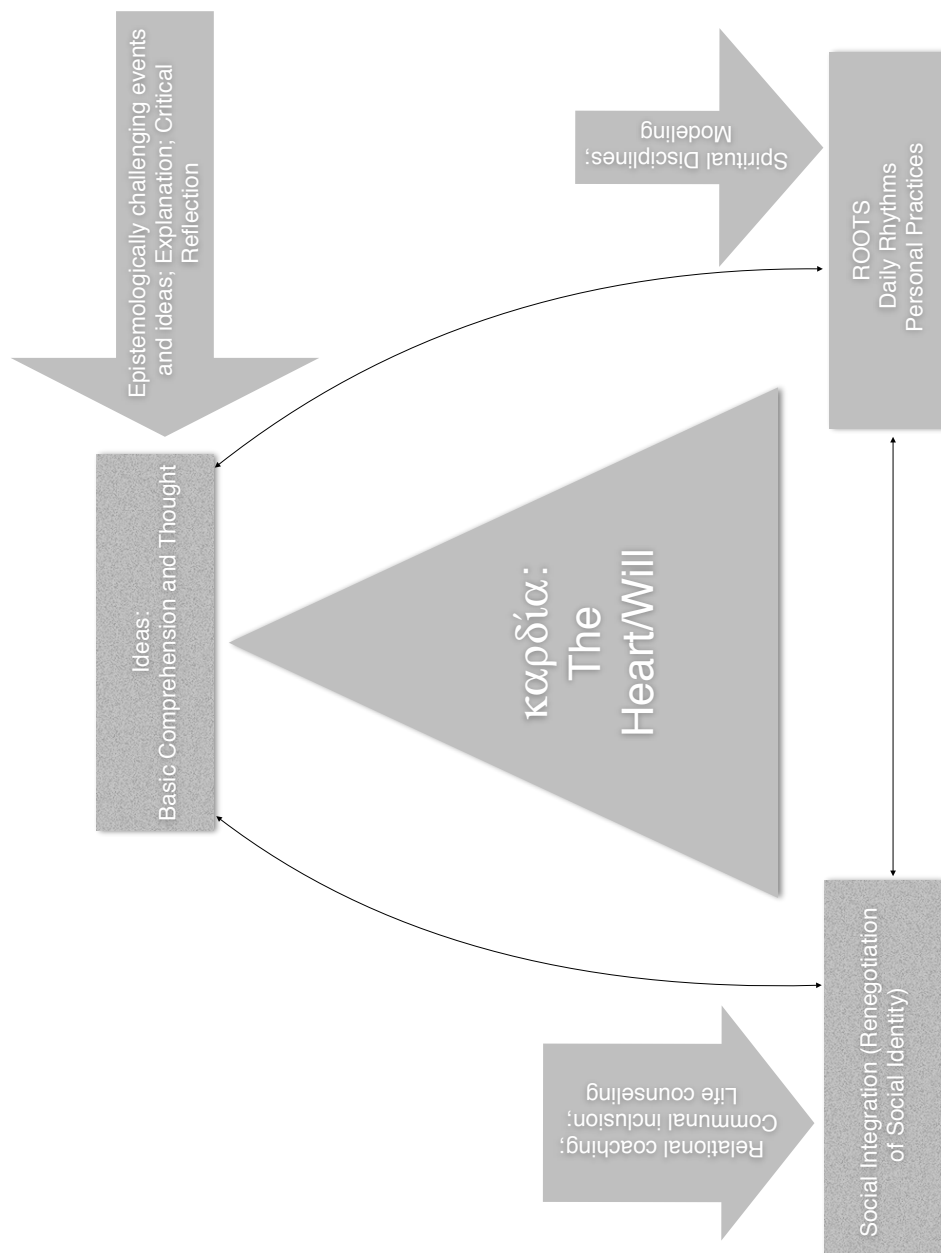 Epistemologically challenging events
and ideas; Explanation; Critical
Reflection
Ideas:
Basic Comprehension and Thought
καρδία:
The
Heart/Will
Relational coaching;
Communal inclusion;
Life counseling
Social Integration (Renegotiation
of Social Identity)
Spiritual Disciplines;
Modeling
ROOTS
Daily Rhythms
Personal Practices